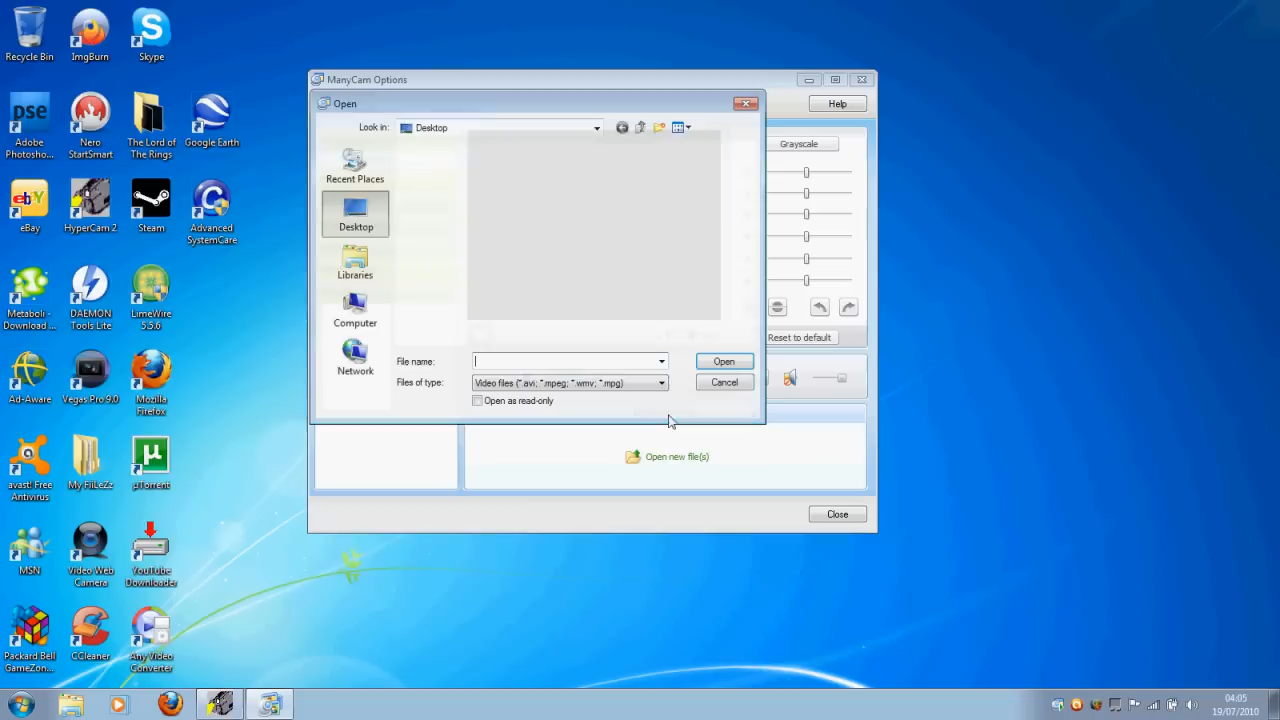 Recycle Bin
ImgBurn
Skype
pse
Adobe
Photosho...
Nero
StartSmart
The Lord of
The Rings
Google Earth
eBay
HyperCam 2
Steam
Advanced
SystemCare
Metaboli -
Download ...
DAEMON
Tools Lite
LimeWire
5.5.6
Ad-Aware
Vegas Pro 9.0
Mozilla
Firefox
avast! Free
Antivirus
My FiiLeZz
µTorrent
MSN
Video Web
Camera
YouTube
Downloader
Packard Bell
GameZon...
CCleaner
Any Video
Converter
ManyCam Options
Help
Open
Look in:
Desktop
Recent Places
Desktop
Libraries
Computer
Network
File name:
Open
Files of type:
Video files (*.avi; *.mpeg; *.wmv; *.mpg)
Cancel
Open as read-only
Grayscale
Reset to default
Open new file(s)
Close
04:05
19/07/2010